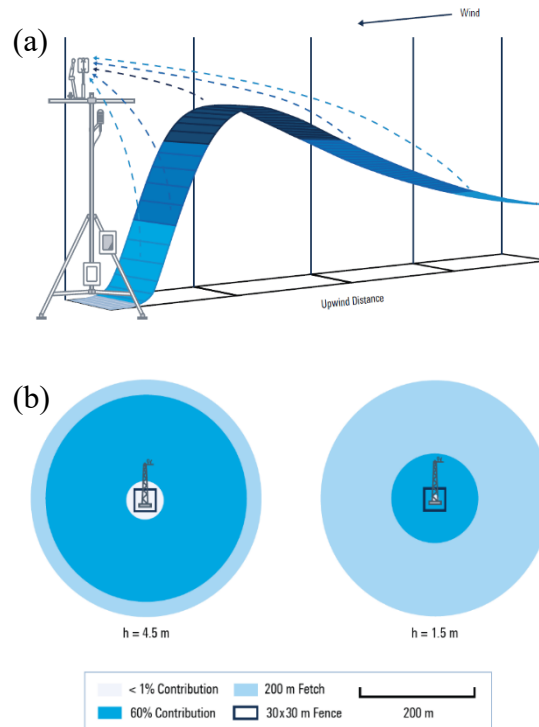 (a)
Wind
Upwind Distance
(b)
h = 4.5 m
h = 1.5 m
< 1% Contribution
200 m Fetch
60% Contribution
30x30 m Fence
200 m